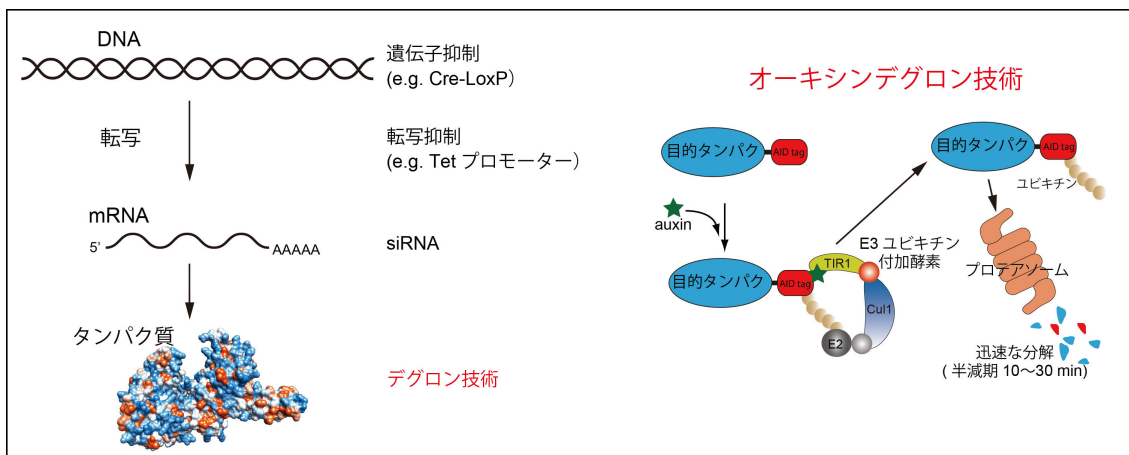 DNA
遺伝子抑制
(e.g. Cre-LoxP）
転写
転写抑制
(e.g. Tet プロモーター）
mRNA
5’
AAAAA
siRNA
タンパク質
デグロン技術
オーキシンデグロン技術
目的タンパク
AID tag
auxin
目的タンパク
AID tag
TIR1
E3 ユビキチン
付加酵素
Cul1
E2
目的タンパク
AID tag
ユビキチン
プロテアソーム
迅速な分解
( 半減期 10〜30 min)